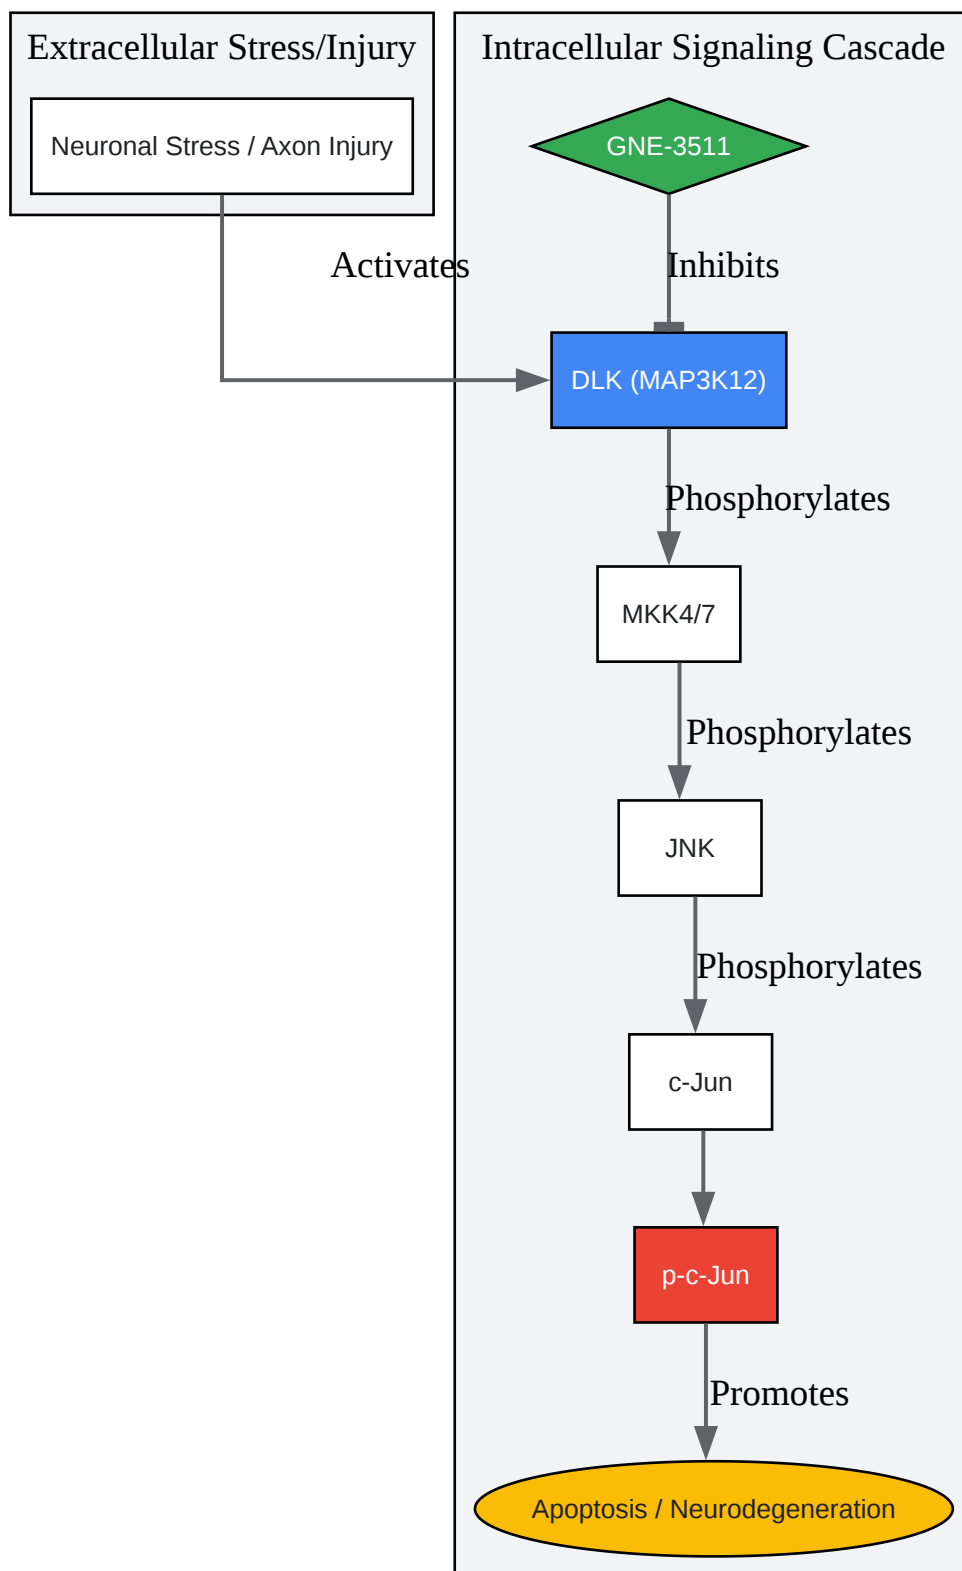 Extracellular Stress/Injury
Intracellular Signaling Cascade
Neuronal Stress / Axon Injury
GNE-3511
Activates
Inhibits
DLK (MAP3K12)
Phosphorylates
MKK4/7
Phosphorylates
JNK
Phosphorylates
c-Jun
p-c-Jun
Promotes
Apoptosis / Neurodegeneration